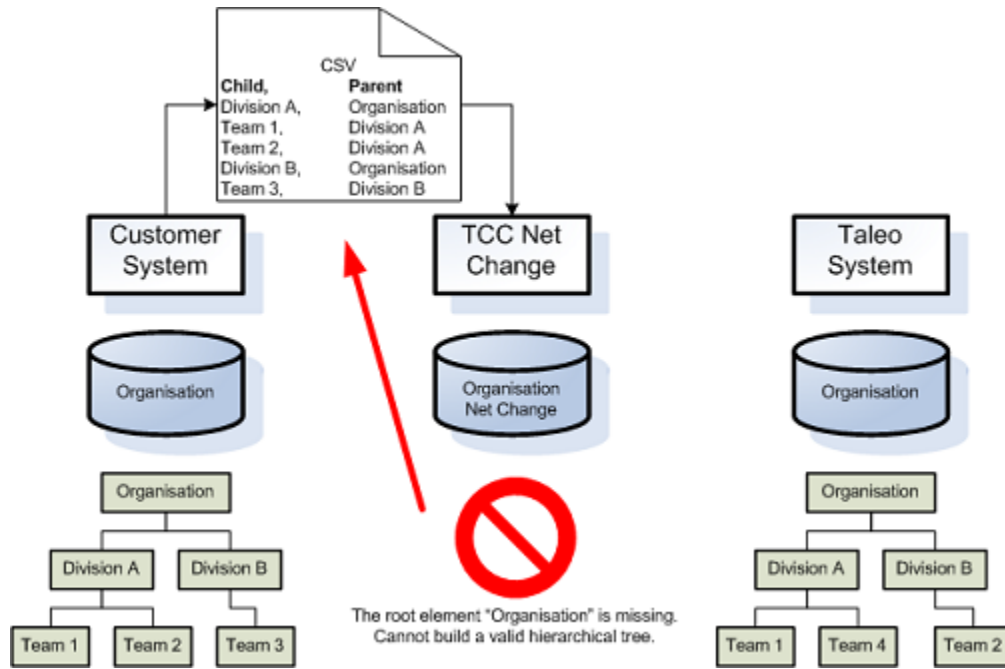 CSV
Child, Parent
Division A, Organisation
Team 1, Division A
Team 2, Division A
Division B, Organisation
Team 3, Division B
Customer System
TCC Net Change
Taleo System
Organisation
Organisation Net Change
Organisation
Organisation
Division A
Division B
Team 1
Team 2
Team 3
The root element "Organisation" is missing.
Cannot build a valid hierarchical tree.
Organisation
Division A
Division B
Team 1
Team 4
Team 2